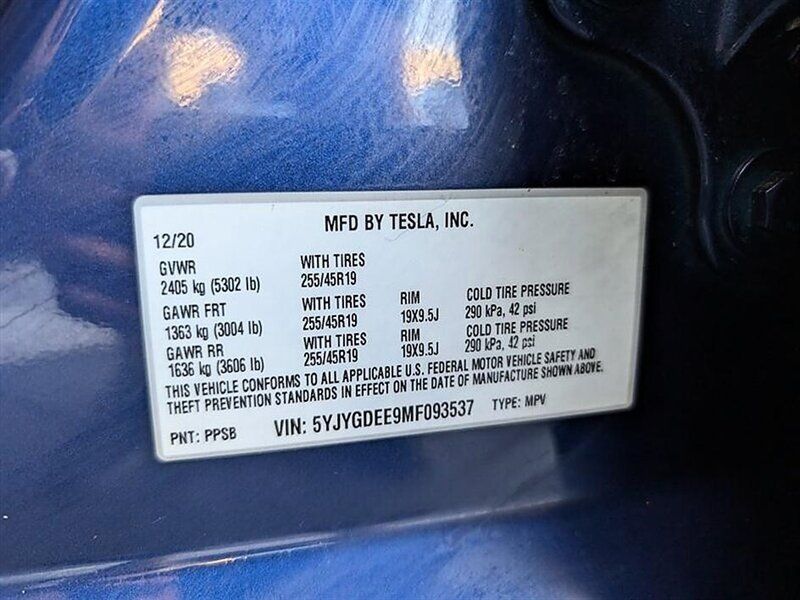 MFD BY TESLA, INC.
12/20
GVWR WITH TIRES
2405 kg (5302 lb) 255/45R19
GAWR FRT WITH TIRES RIM COLD TIRE PRESSURE
1363 kg (3004 lb) 255/45R19 19X9.5J 290 kPa, 42 psi
GAWR RR WITH TIRES RIM COLD TIRE PRESSURE
1636 kg (3606 lb) 255/45R19 19X9.5J 290 kPa, 42 psi
THIS VEHICLE CONFORMS TO ALL APPLICABLE U.S. FEDERAL MOTOR VEHICLE SAFETY AND
THEFT PREVENTION STANDARDS IN EFFECT ON THE DATE OF MANUFACTURE SHOWN ABOVE.
PNT: PPSB VIN: 5YJYGDEE9MF093537 TYPE: MPV